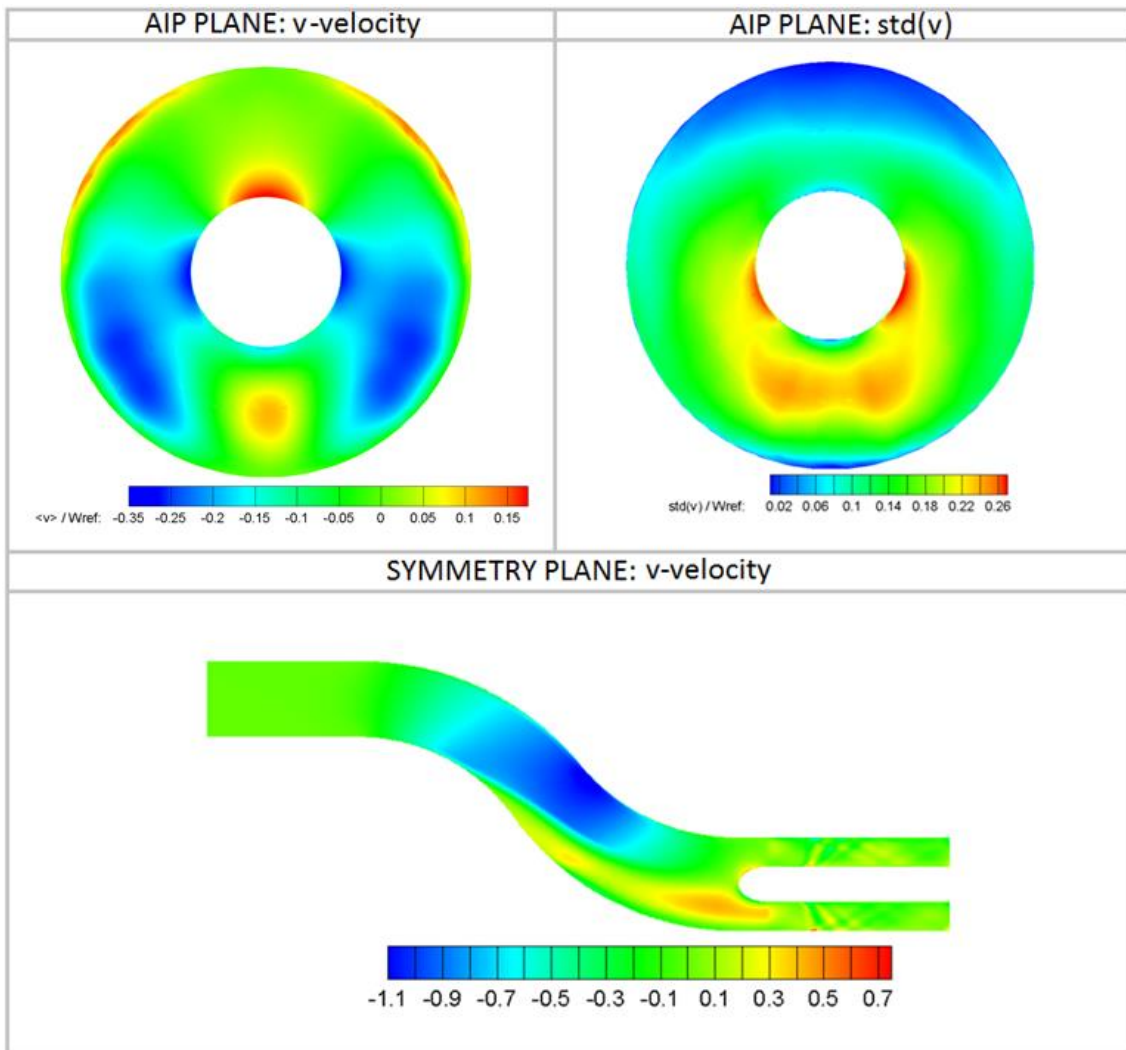 AIP PLANE: v-velocity
AIP PLANE: std(v)
<v> / Wref: -0.35 -0.25 -0.2 -0.15 -0.1 -0.05 0 0.05 0.1 0.15
std(v) / Wref: 0.02 0.06 0.1 0.14 0.18 0.22 0.26
SYMMETRY PLANE: v-velocity
-1.1 -0.9 -0.7 -0.5 -0.3 -0.1 0.1 0.3 0.5 0.7